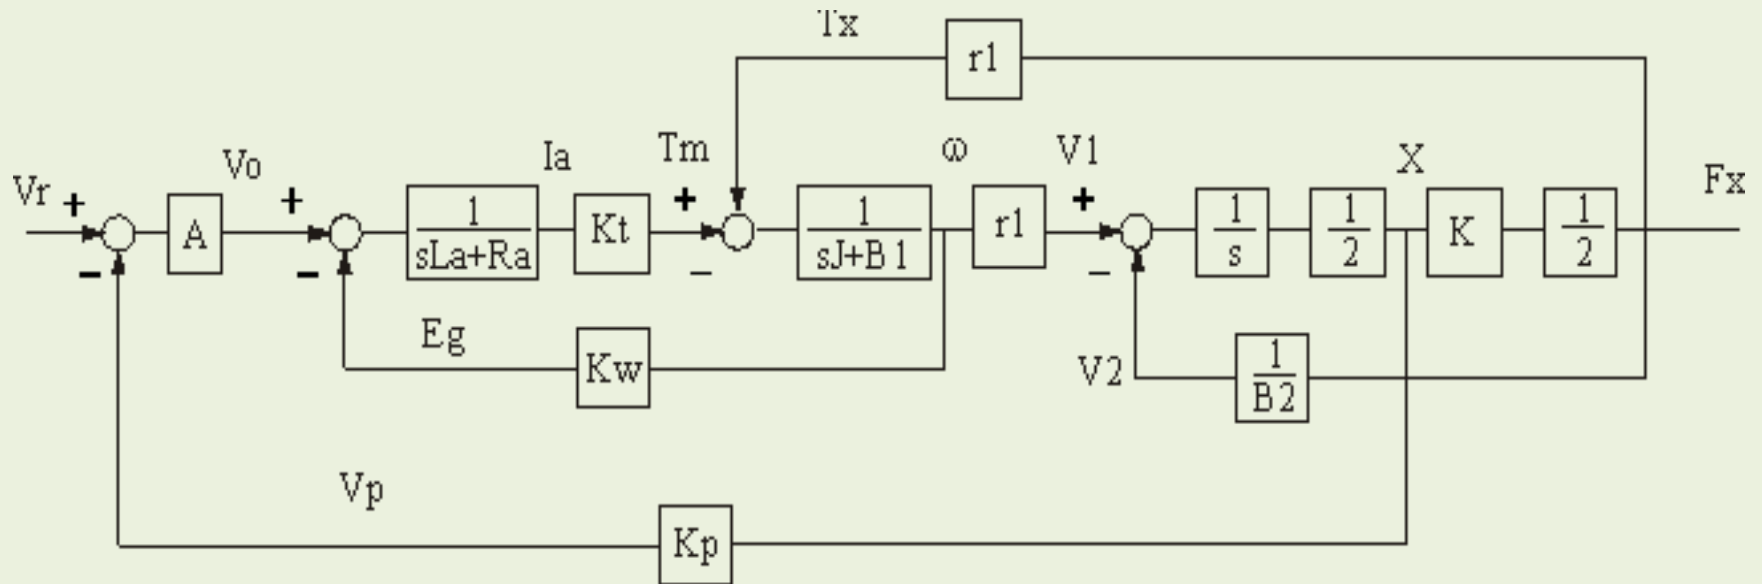 Tx
r1
Vr
+
−
A
Vo
+
−
1
sLa+Ra
Ia
Kt
Tm
+
−
1
sJ+B1
ω
r1
V1
+
−
1
s
1
2
X
K
1
2
Fx
Eg
Kw
V2
1
B2
Vp
Kp